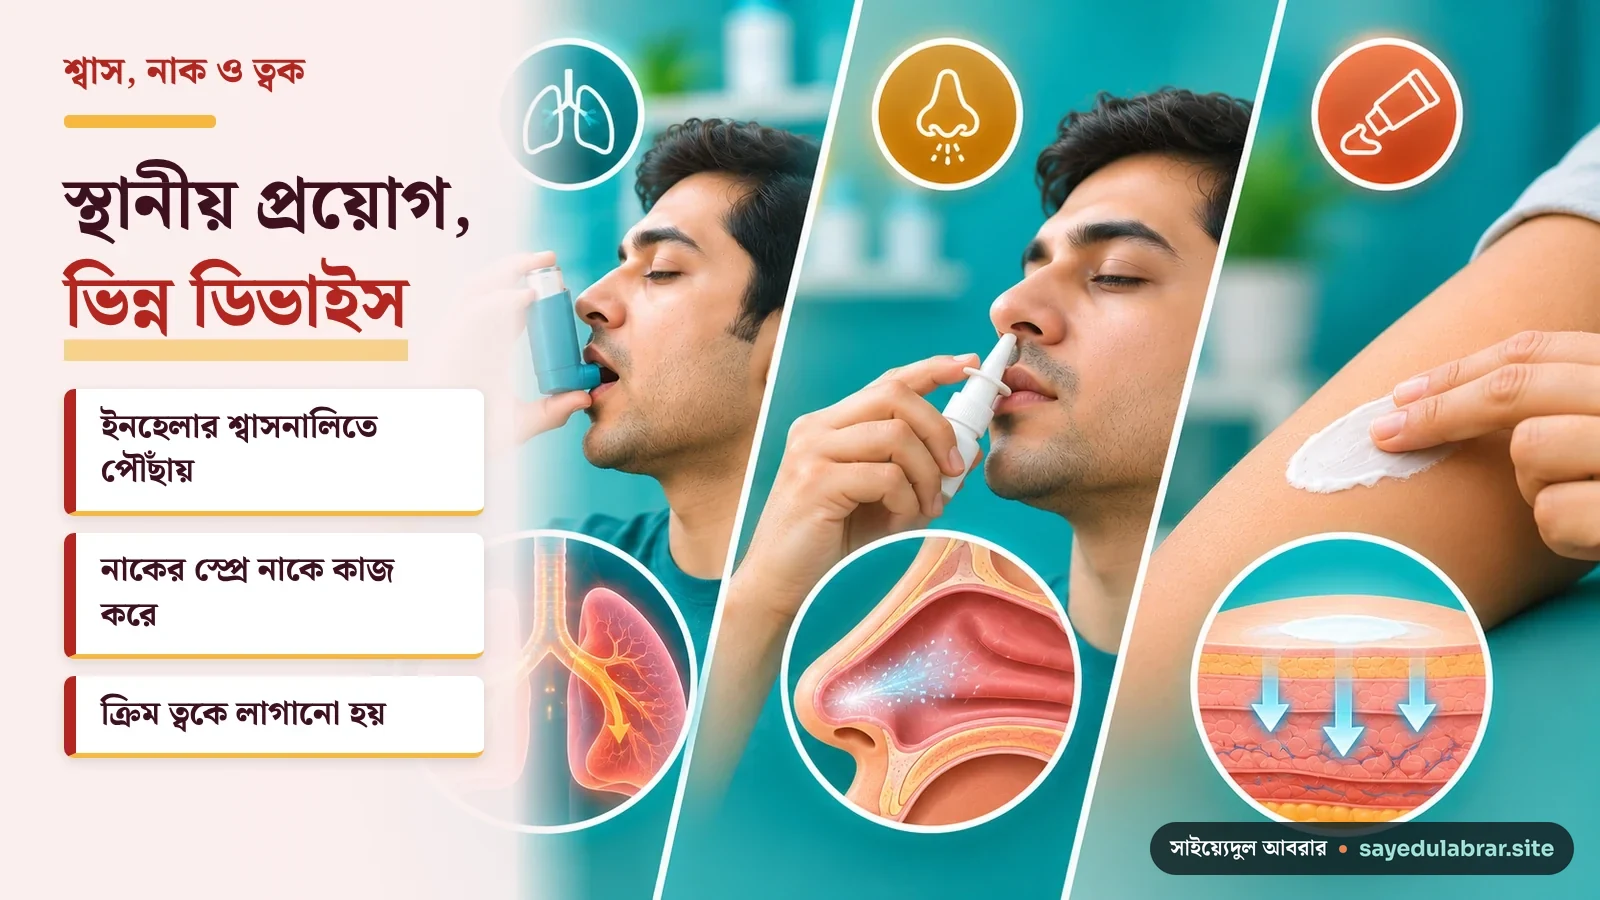 শ্বাস, নাক ও ত্বক
স্থানীয় প্রয়োগ,
ভিন্ন ডিভাইস
ইনহেলার শ্বাসনালিতে
পৌঁছায়
নাকের স্প্রে নাকে কাজ
করে
ক্রিম ত্বকে লাগানো হয়
সাইয়্যেদুল আবরার • sayedulabrar.site